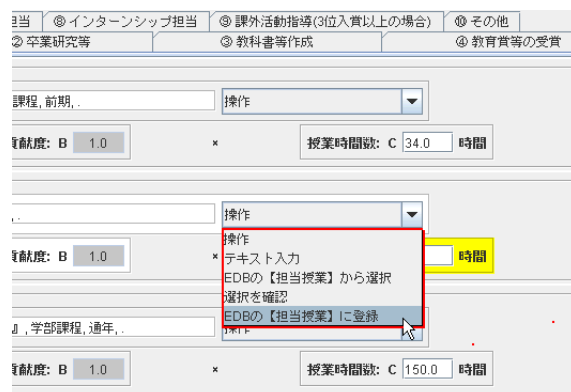 担当 ⑧ インターンシップ担当 ⑨ 課外活動指導(3位入賞以上の場合) ⑩ その他
② 卒業研究等 ③ 教科書等作成 ④ 教育賞等の受賞
課程, 前期, . 操作
貢献度: B 1.0 × 授業時間数: C 34.0 時間
, . 操作
貢献度: B 1.0 × 時間
操作
テキスト入力
EDBの【担当授業】から選択
選択を確認
EDBの【担当授業】に登録
』, 学部課程, 通年, . 操作
貢献度: B 1.0 × 授業時間数: C 150.0 時間